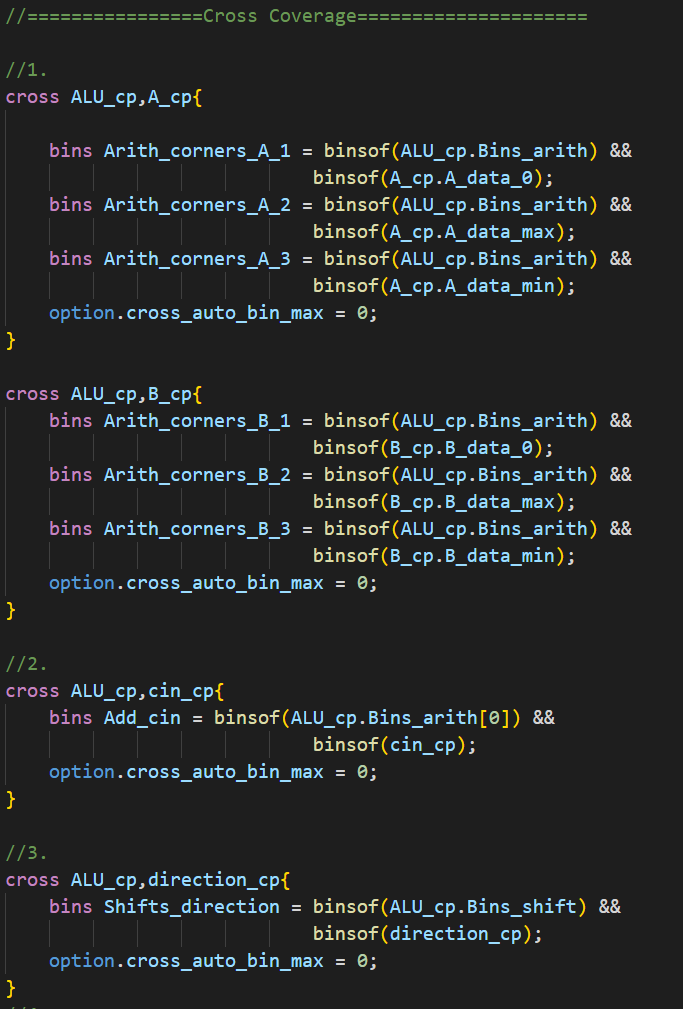 //================Cross Coverage=====================
//1.
cross ALU_cp,A_cp{
bins Arith_corners_A_1 = binsof(ALU_cp.Bins_arith) &&
binsof(A_cp.A_data_0);
bins Arith_corners_A_2 = binsof(ALU_cp.Bins_arith) &&
binsof(A_cp.A_data_max);
bins Arith_corners_A_3 = binsof(ALU_cp.Bins_arith) &&
binsof(A_cp.A_data_min);
option.cross_auto_bin_max = 0;
}
cross ALU_cp,B_cp{
bins Arith_corners_B_1 = binsof(ALU_cp.Bins_arith) &&
binsof(B_cp.B_data_0);
bins Arith_corners_B_2 = binsof(ALU_cp.Bins_arith) &&
binsof(B_cp.B_data_max);
bins Arith_corners_B_3 = binsof(ALU_cp.Bins_arith) &&
binsof(B_cp.B_data_min);
option.cross_auto_bin_max = 0;
}
//2.
cross ALU_cp,cin_cp{
bins Add_cin = binsof(ALU_cp.Bins_arith[0]) &&
binsof(cin_cp);
option.cross_auto_bin_max = 0;
}
//3.
cross ALU_cp,direction_cp{
bins Shifts_direction = binsof(ALU_cp.Bins_shift) &&
binsof(direction_cp);
option.cross_auto_bin_max = 0;
}